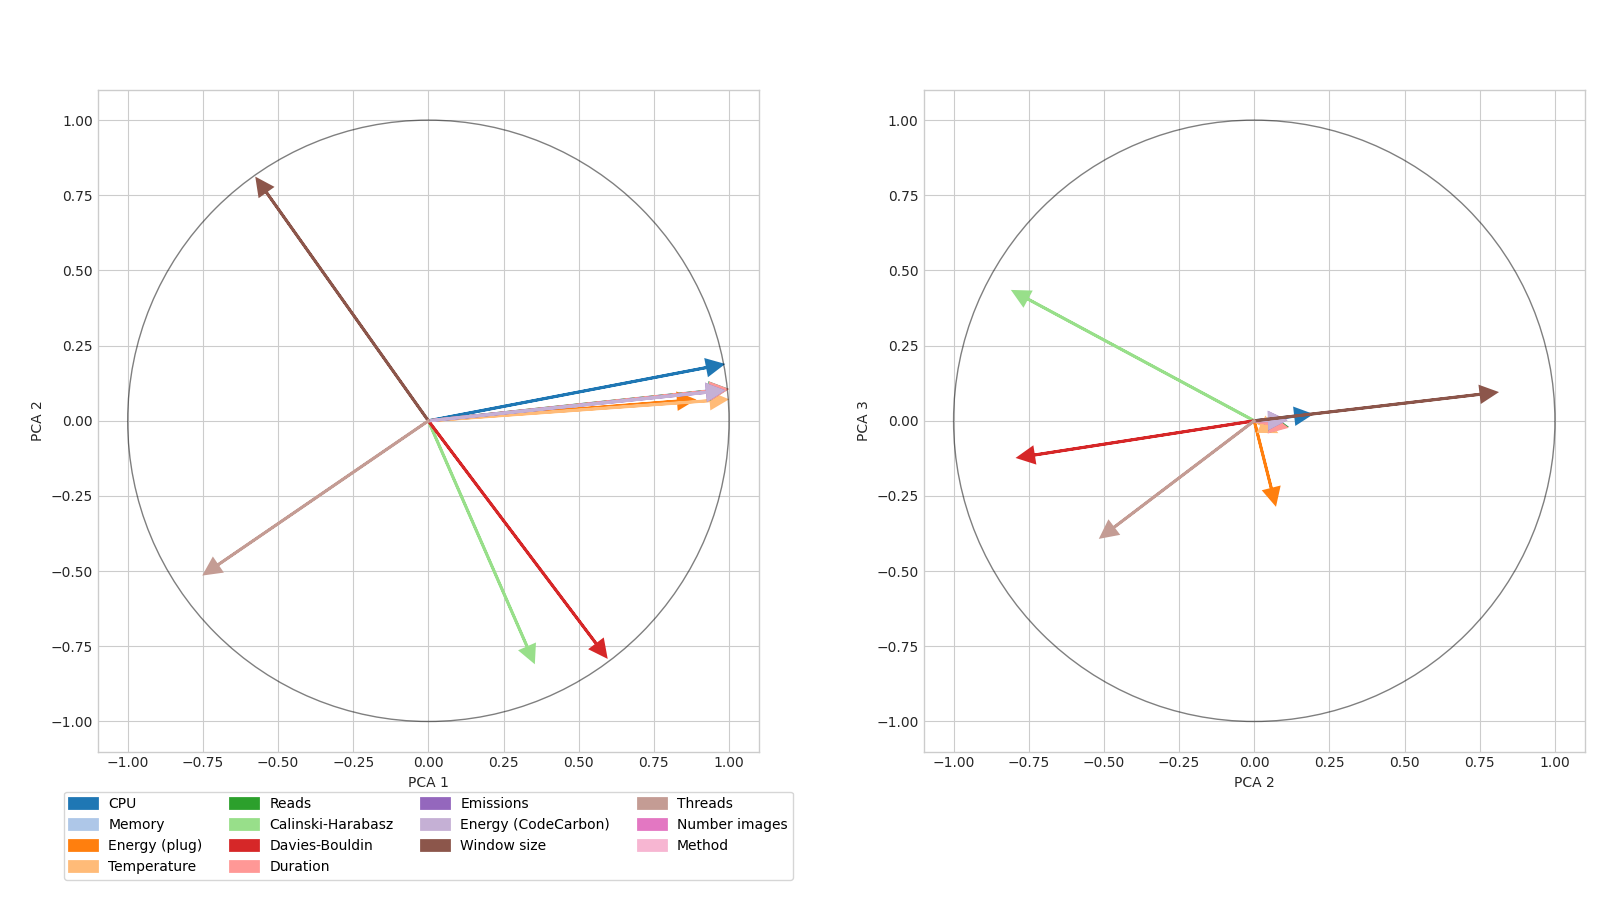 1.00
0.75
0.50
0.25
0.00
−0.25
−0.50
−0.75
−1.00
PCA 2
−1.00 −0.75 −0.50 −0.25 0.00 0.25 0.50 0.75 1.00
PCA 1
1.00
0.75
0.50
0.25
0.00
−0.25
−0.50
−0.75
−1.00
PCA 3
−1.00 −0.75 −0.50 −0.25 0.00 0.25 0.50 0.75 1.00
PCA 2
CPU Reads Emissions Threads
Memory Calinski-Harabasz Energy (CodeCarbon) Number images
Energy (plug) Davies-Bouldin Window size Method
Temperature Duration